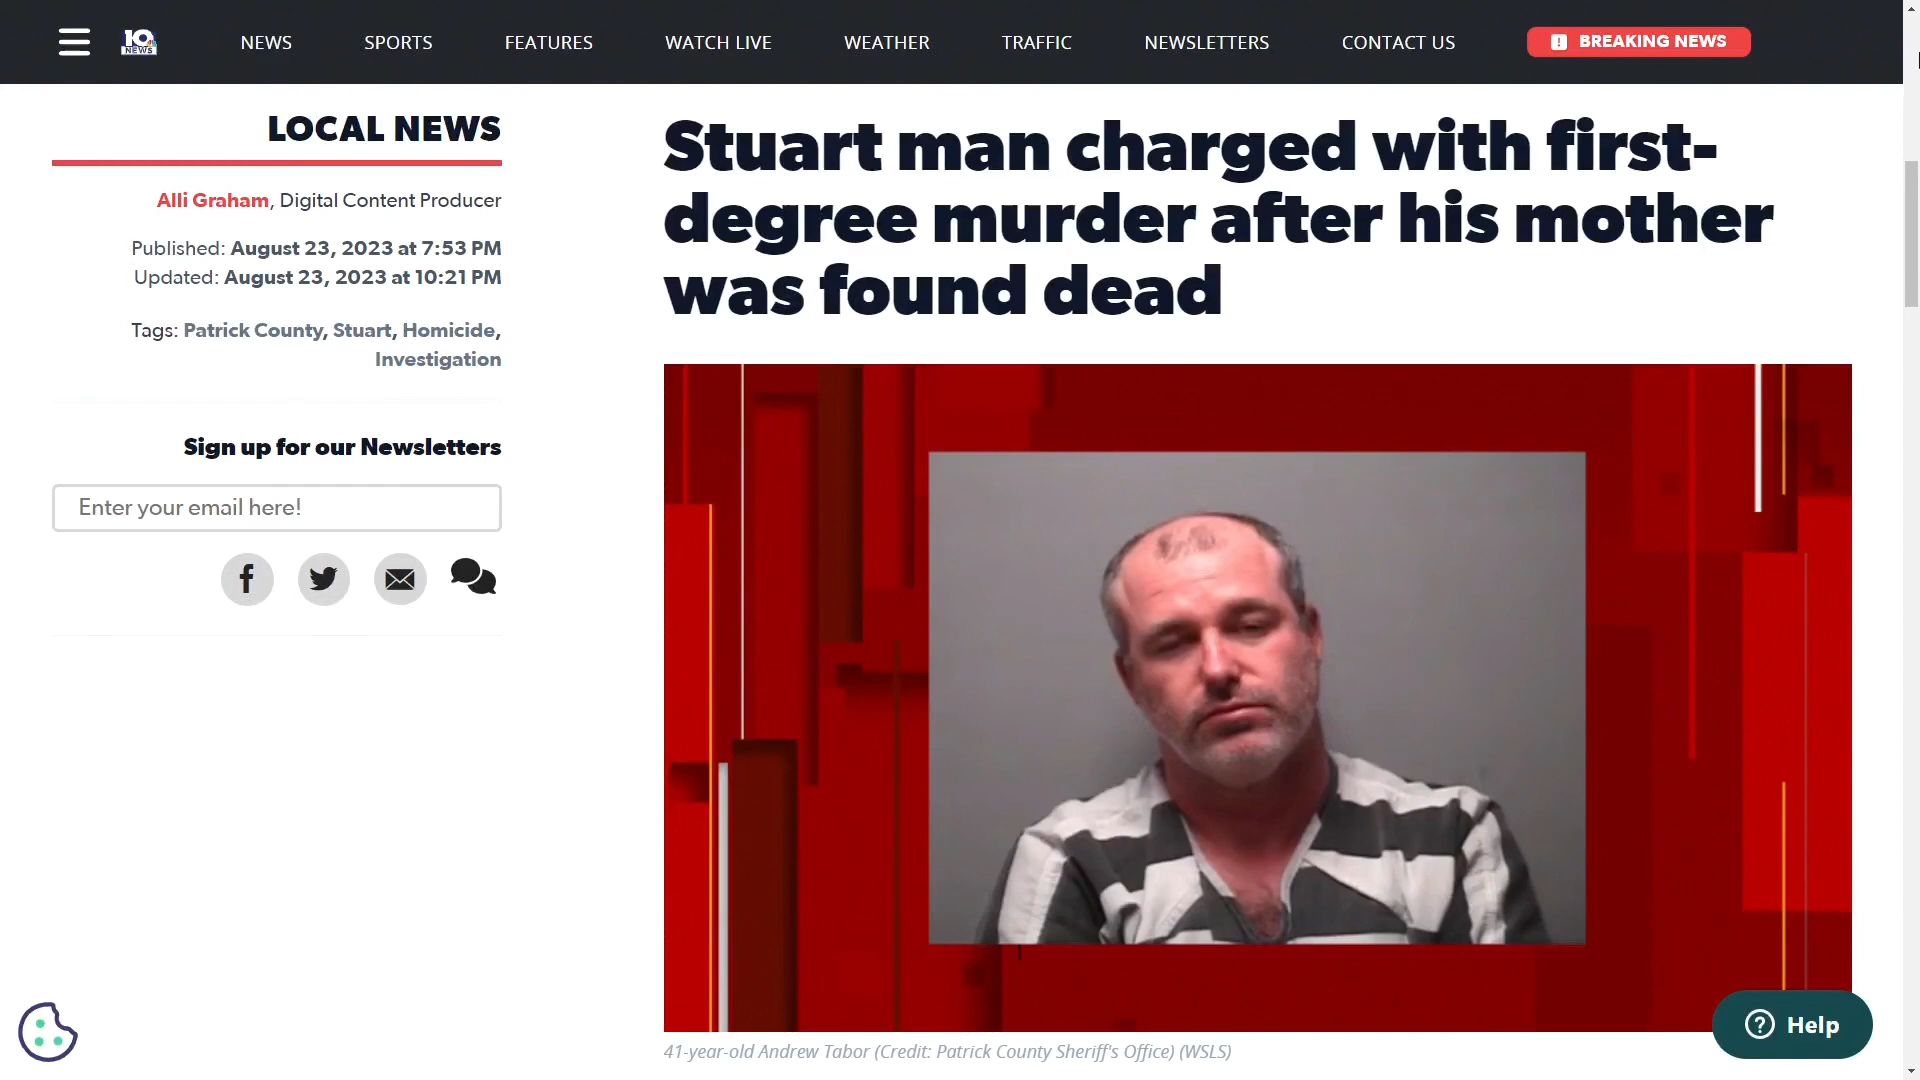 10
NEWS
NEWS
SPORTS
FEATURES
WATCH LIVE
WEATHER
TRAFFIC
NEWSLETTERS
CONTACT US
BREAKING NEWS
LOCAL NEWS
Alli Graham, Digital Content Producer
Published: August 23, 2023 at 7:53 PM
Updated: August 23, 2023 at 10:21 PM
Tags: Patrick County, Stuart, Homicide,
Investigation
Sign up for our Newsletters
Enter your email here!
Stuart man charged with first-
degree murder after his mother
was found dead
41-year-old Andrew Tabor (Credit: Patrick County Sheriff's Office) (WSLS)
Help